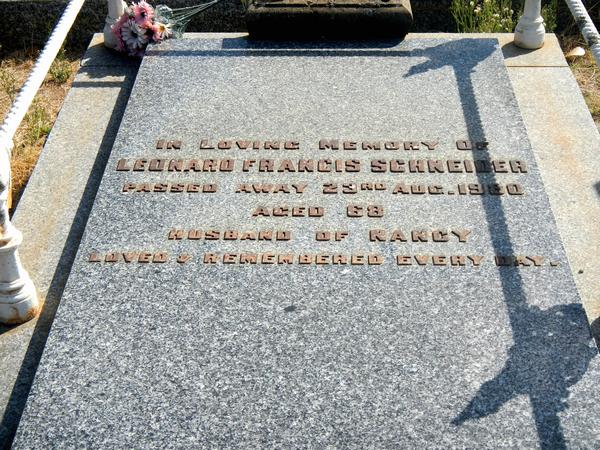 IN LOVING MEMORY OF
LEONARD FRANCIS SCHNEIDER
PASSED AWAY 23RD AUG. 1980
AGED 68
HUSBAND OF NANCY
LOVED & REMEMBERED EVERY DAY.